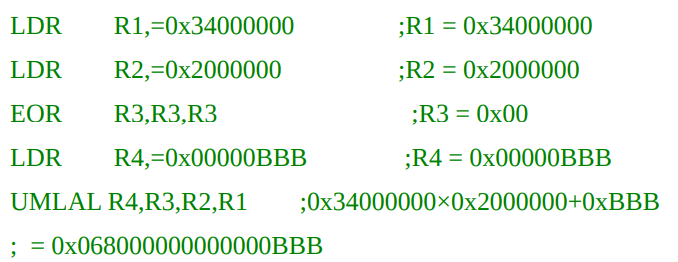 LDR R1,=0x34000000 ;R1 = 0x34000000
LDR R2,=0x2000000 ;R2 = 0x2000000
EOR R3,R3,R3 ;R3 = 0x00
LDR R4,=0x00000BBB ;R4 = 0x00000BBB
UMLAL R4,R3,R2,R1 ;0x34000000×0x2000000+0xBBB
; = 0x068000000000000BBB